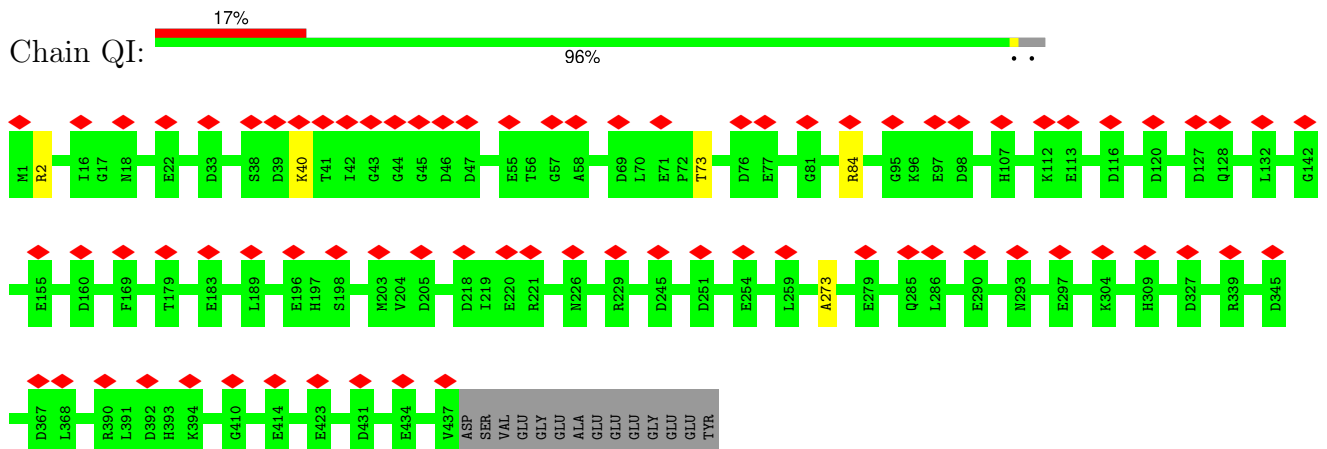 17%
Chain QI:
96%
• •
M1 R2 I16 G17 N18 E22 D33 S38 D39 K40 T41 I42 G43 G44 G45 D46 D47 E55 T56 G57 A58 D69 L70 E71 P72 T73 D76 E77 G81 R84 G95 K96 E97 D98 H107 K112 E113 D116 D120 D127 Q128 L132 G142
E155 D160 F169 T179 E183 L189 E196 H197 S198 M203 V204 D205 D218 I219 E220 R221 N226 R229 D245 D251 E254 L259 A273 E279 Q285 L286 E290 N293 E297 K304 H309 D327 R339 D345
D367 L368 R390 L391 D392 H393 K394 G410 E414 E423 D431 E434 V437 ASP SER VAL GLU GLY GLU ALA GLU GLU GLU GLY GLU GLU TYR